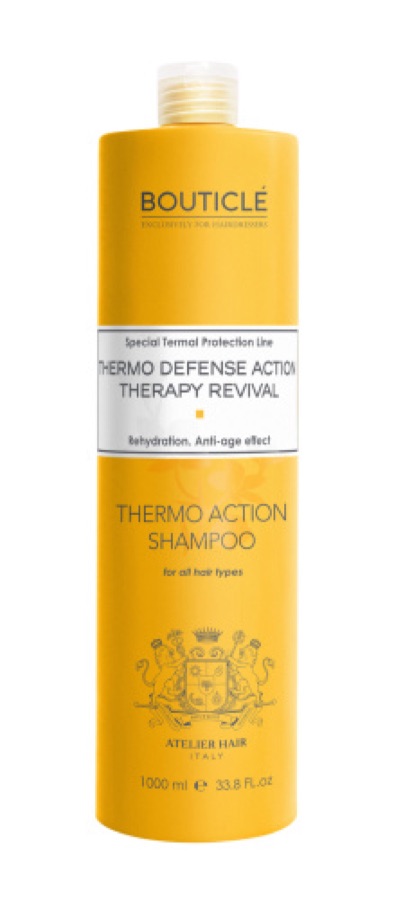 BOUTICLÉ
EXCLUSIVELY FOR HAIRDRESSERS
Special Termal Protection Line
THERMO DEFENSE ACTION
THERAPY REVIVAL
Rehydration. Anti-age effect
THERMO ACTION
SHAMPOO
for all hair types
ATELIER HAIR
ITALY
1000 ml ℮ 33.8 FL.oz